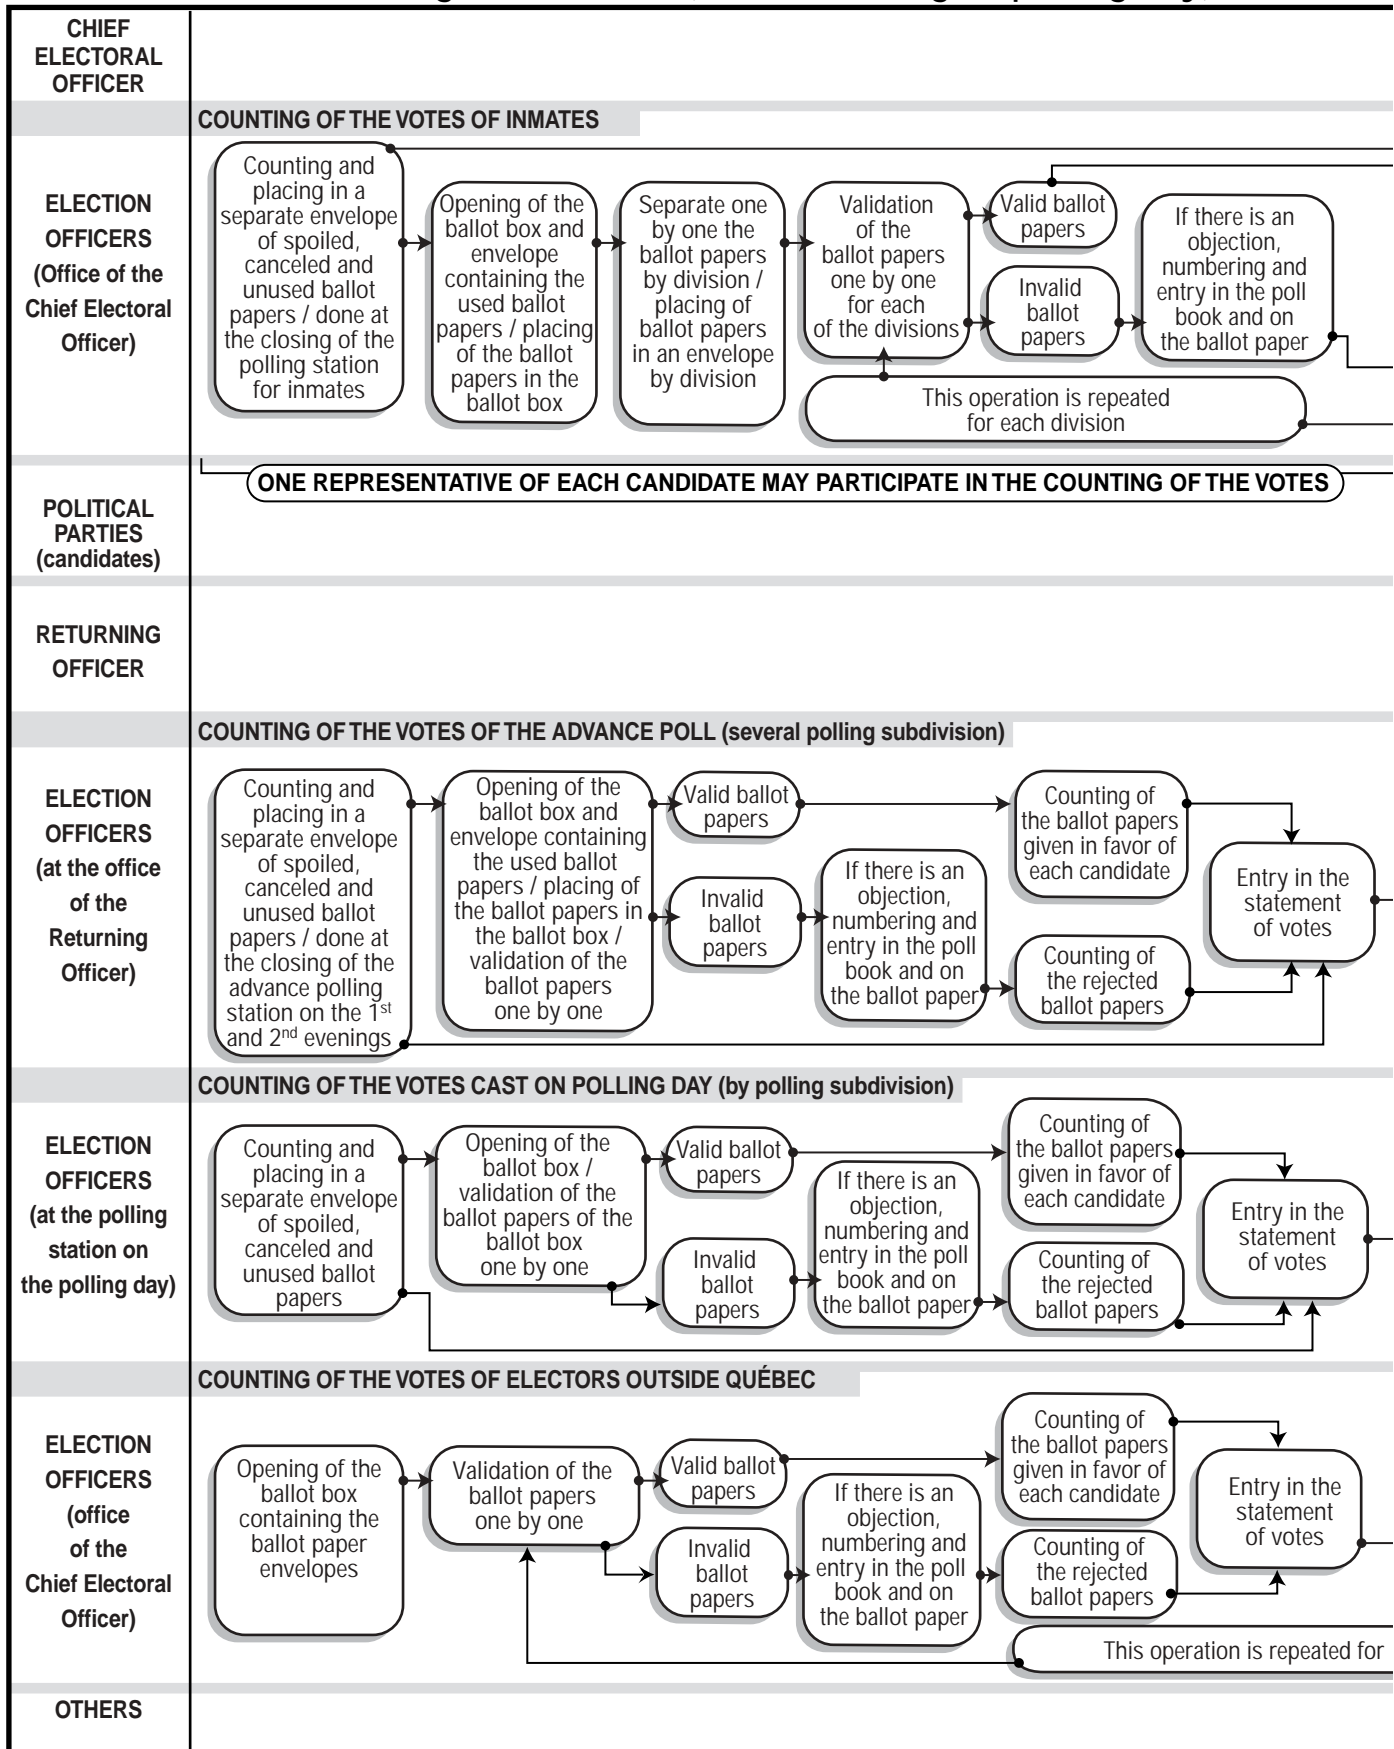 CHIEF
ELECTORAL
OFFICER
COUNTING OF THE VOTES OF INMATES
ELECTION
OFFICERS
(Office of the
Chief Electoral
Officer)
Counting and
placing in a
separate envelope
of spoiled,
canceled and
unused ballot
papers / done at
the closing of the
polling station
for inmates
Opening of the
ballot box and
envelope
containing the
used ballot
papers / placing
of the ballot
papers in the
ballot box
Separate one
by one the
ballot papers
by division /
placing of
ballot papers
in an envelope
by division
Validation
of the
ballot papers
one by one
for each
of the divisions
Valid ballot
papers
Invalid
ballot
papers
If there is an
objection,
numbering and
entry in the poll
book and on
the ballot paper
This operation is repeated
for each division
ONE REPRESENTATIVE OF EACH CANDIDATE MAY PARTICIPATE IN THE COUNTING OF THE VOTES
POLITICAL
PARTIES
(candidates)
RETURNING
OFFICER
COUNTING OF THE VOTES OF THE ADVANCE POLL (several polling subdivision)
ELECTION
OFFICERS
(at the office
of the
Returning
Officer)
Counting and
placing in a
separate envelope
of spoiled,
canceled and
unused ballot
papers / done at
the closing of the
advance polling
station on the 1st
and 2nd evenings
Opening of the
ballot box and
envelope containing
the used ballot
papers / placing of
the ballot papers in
the ballot box /
validation of the
ballot papers
one by one
Valid ballot
papers
Invalid
ballot
papers
If there is an
objection,
numbering and
entry in the poll
book and on
the ballot paper
Counting of
the ballot papers
given in favor of
each candidate
Counting of
the rejected
ballot papers
Entry in the
statement
of votes
COUNTING OF THE VOTES CAST ON POLLING DAY (by polling subdivision)
ELECTION
OFFICERS
(at the polling
station on
the polling day)
Counting and
placing in a
separate envelope
of spoiled,
canceled and
unused ballot
papers
Opening of the
ballot box /
validation of the
ballot papers of the
ballot box
one by one
Valid ballot
papers
Invalid
ballot
papers
If there is an
objection,
numbering and
entry in the poll
book and on
the ballot paper
Counting of
the ballot papers
given in favor of
each candidate
Counting of
the rejected
ballot papers
Entry in the
statement
of votes
COUNTING OF THE VOTES OF ELECTORS OUTSIDE QUÉBEC
ELECTION
OFFICERS
(office
of the
Chief Electoral
Officer)
Opening of the
ballot box
containing the
ballot paper
envelopes
Validation of the
ballot papers
one by one
Valid ballot
papers
Invalid
ballot
papers
If there is an
objection,
numbering and
entry in the poll
book and on
the ballot paper
Counting of
the ballot papers
given in favor of
each candidate
Counting of
the rejected
ballot papers
Entry in the
statement
of votes
This operation is repeated for
OTHERS